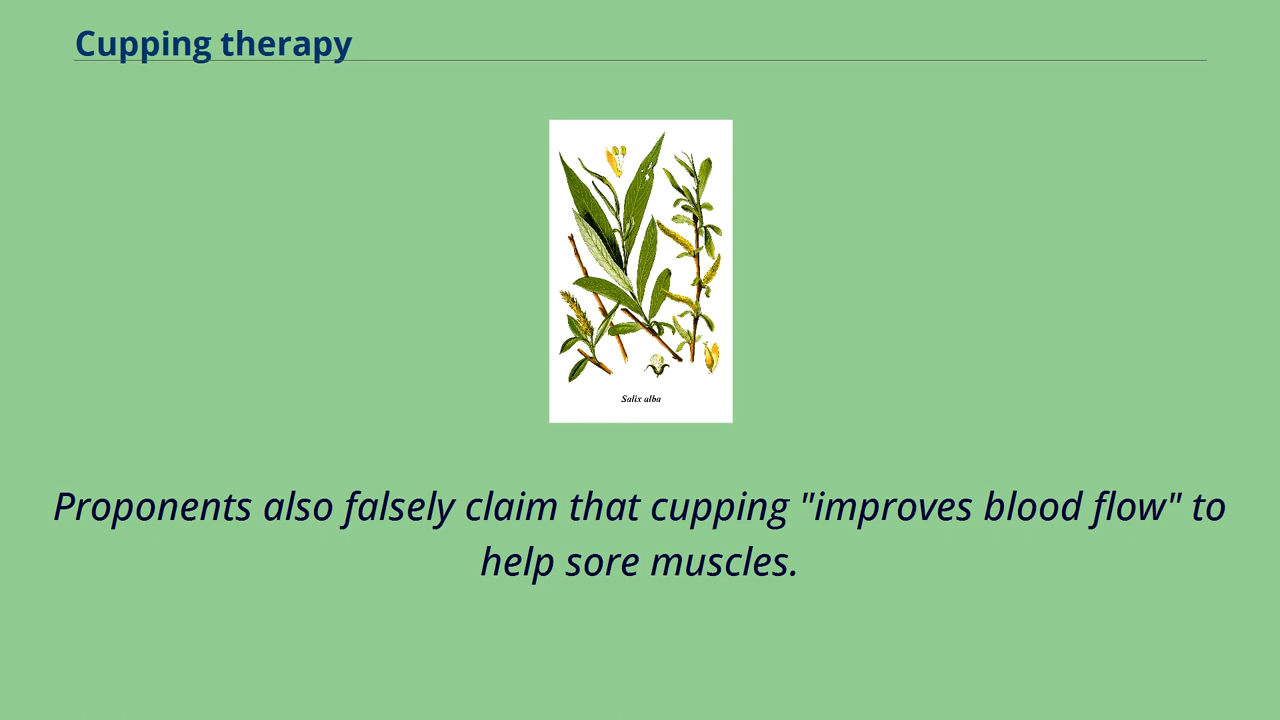 Cupping therapy
Salix alba
Proponents also falsely claim that cupping "improves blood flow" to
help sore muscles.